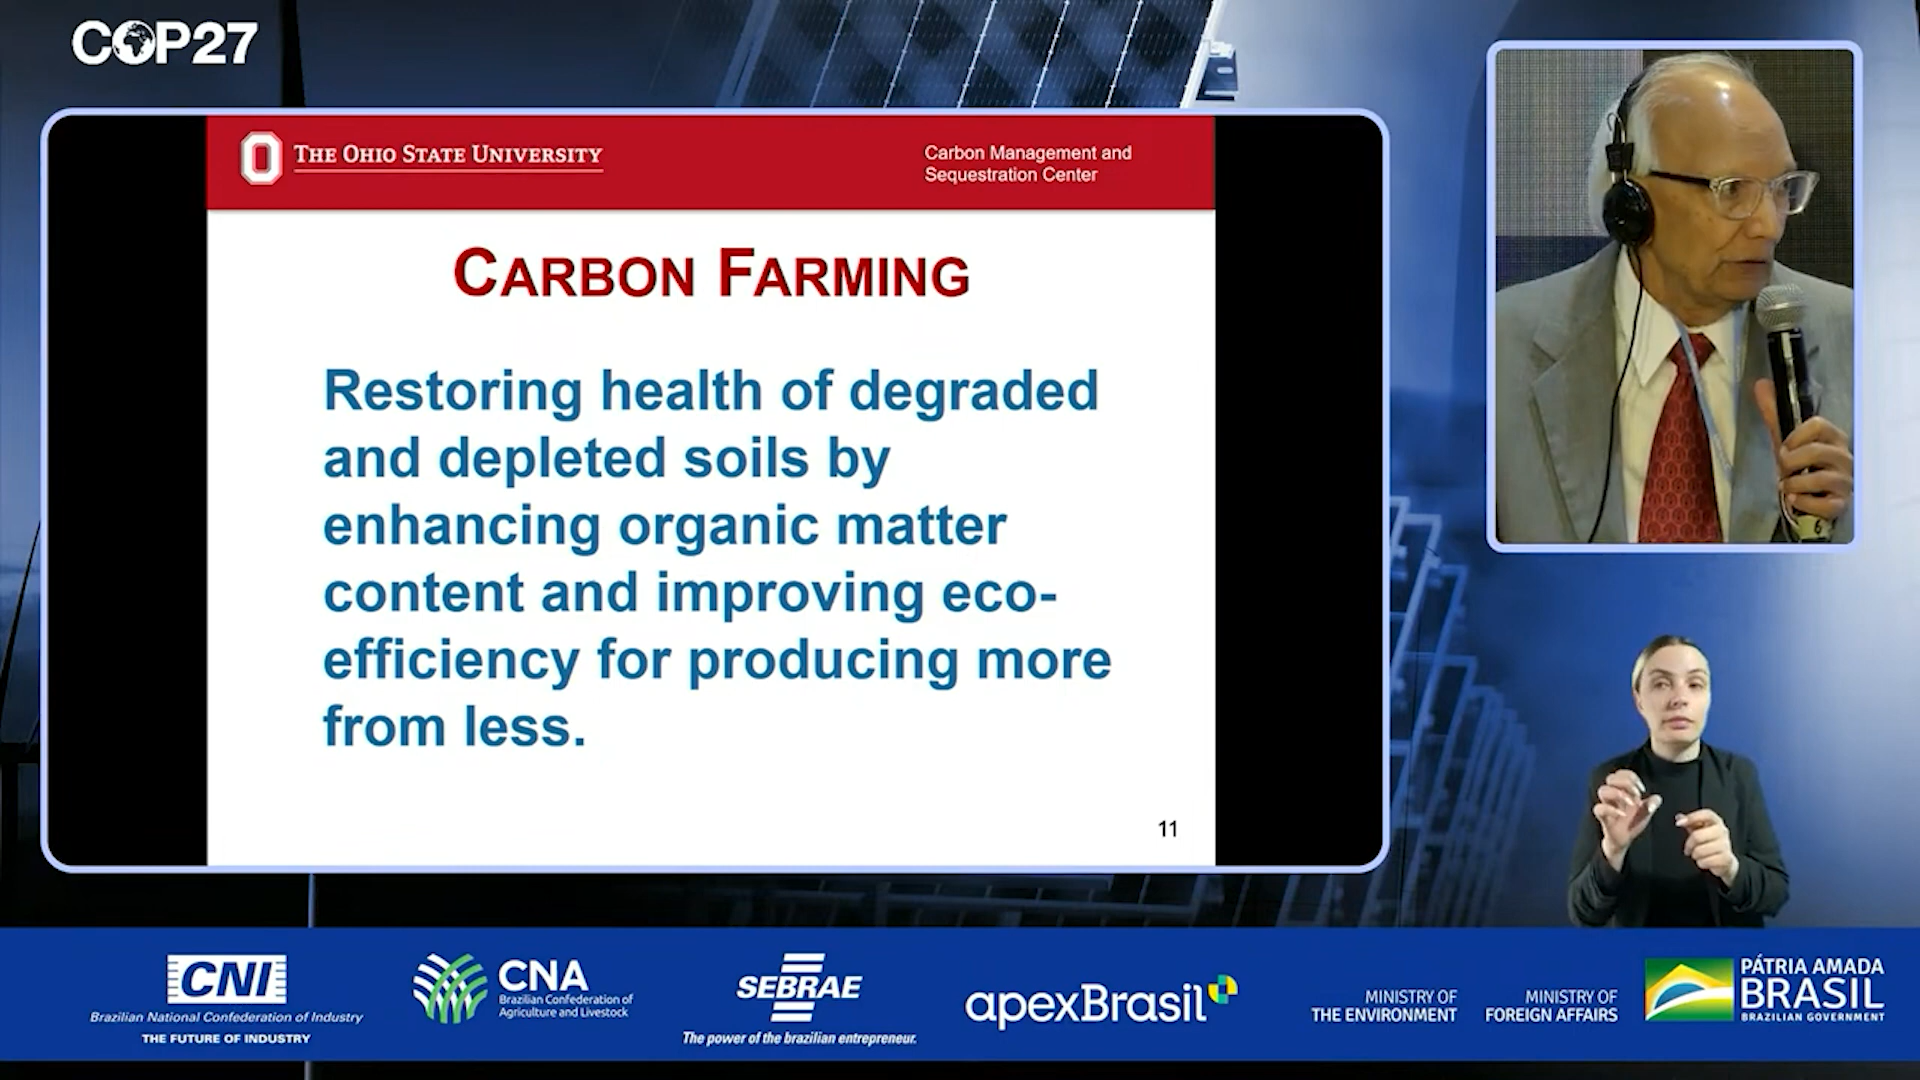 COP27
THE OHIO STATE UNIVERSITY
Carbon Management and
Sequestration Center
CARBON FARMING
Restoring health of degraded
and depleted soils by
enhancing organic matter
content and improving eco-
efficiency for producing more
from less.
11
6
CNI
Brazilian National Confederation of Industry
THE FUTURE OF INDUSTRY
CNA
Brazilian Confederation of
Agriculture and Livestock
SEBRAE
The power of the brazilian entrepreneur.
apexBrasil
MINISTRY OF
THE ENVIRONMENT
MINISTRY OF
FOREIGN AFFAIRS
PÁTRIA AMADA
BRASIL
BRAZILIAN GOVERNMENT